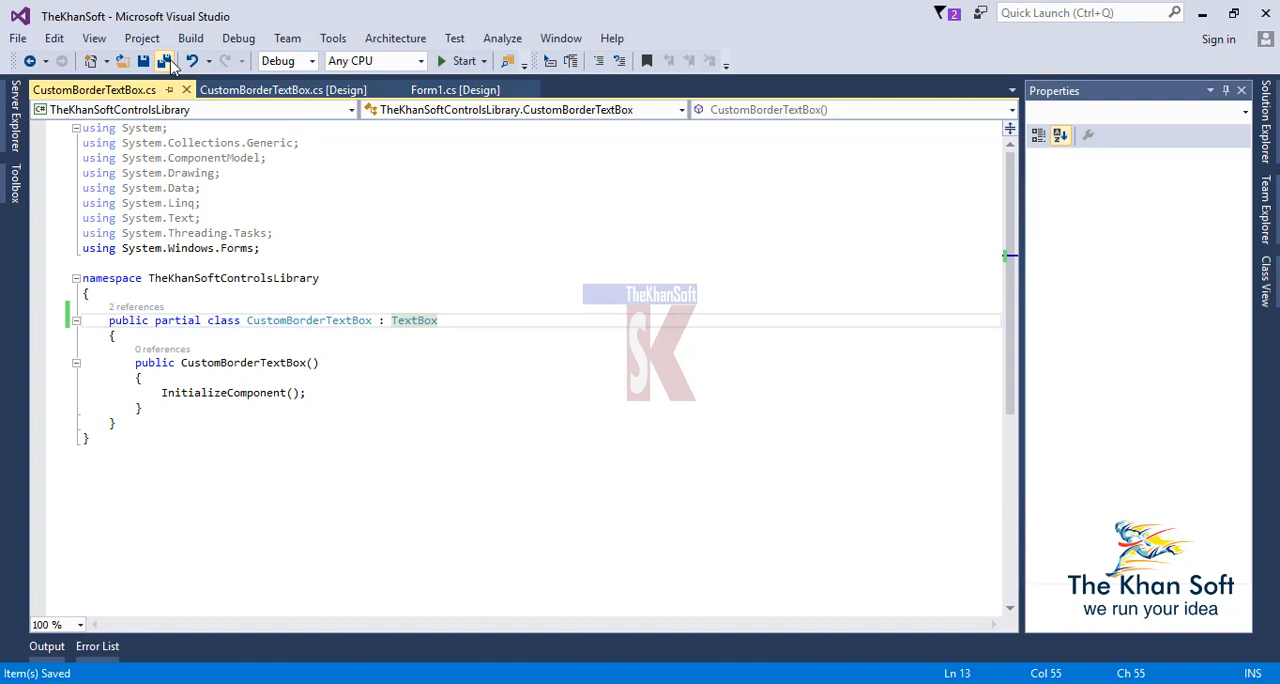 TheKhanSoft - Microsoft Visual Studio
2
Quick Launch (Ctrl+Q)
File Edit View Project Build Debug Team Tools Architecture Test Analyze Window Help
Sign in
Debug Any CPU Start
CustomBorderTextBox.cs CustomBorderTextBox.cs [Design] Form1.cs [Design]
Properties
TheKhanSoftControlsLibrary TheKhanSoftControlsLibrary.CustomBorderTextBox CustomBorderTextBox()
Server Explorer
Toolbox
Solution Explorer
Team Explorer
Class View
using System;
using System.Collections.Generic;
using System.ComponentModel;
using System.Drawing;
using System.Data;
using System.Linq;
using System.Text;
using System.Threading.Tasks;
using System.Windows.Forms;
namespace TheKhanSoftControlsLibrary
{
2 references
public partial class CustomBorderTextBox : TextBox
{
0 references
public CustomBorderTextBox()
{
InitializeComponent();
}
}
}
TheKhanSoft
SK
The Khan Soft
we run your idea
100 %
Output Error List
Item(s) Saved Ln 13 Col 55 Ch 55 INS